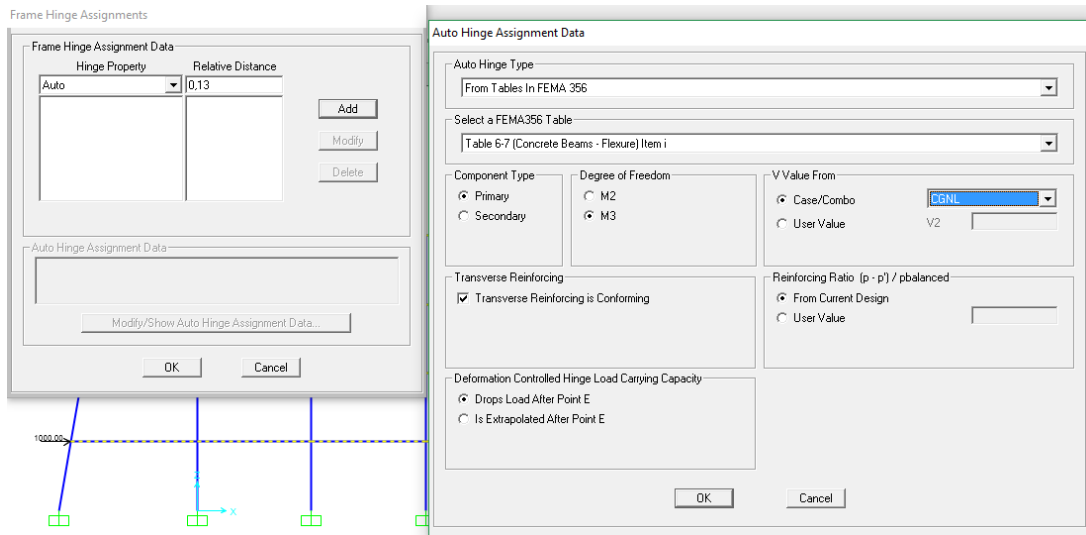 Frame Hinge Assignments
Frame Hinge Assignment Data
Hinge Property Relative Distance
Auto 0,13
Add
Modify
Delete
Auto Hinge Assignment Data
Modify/Show Auto Hinge Assignment Data...
OK Cancel
1000.00
X
Auto Hinge Assignment Data
Auto Hinge Type
From Tables In FEMA 356
Select a FEMA356 Table
Table 6-7 (Concrete Beams - Flexure) Item i
Component Type
Primary
Secondary
Degree of Freedom
M2
M3
V Value From
Case/Combo CGNL
User Value V2
Transverse Reinforcing
Transverse Reinforcing is Conforming
Reinforcing Ratio (p - p') / pbalanced
From Current Design
User Value
Deformation Controlled Hinge Load Carrying Capacity
Drops Load After Point E
Is Extrapolated After Point E
OK Cancel